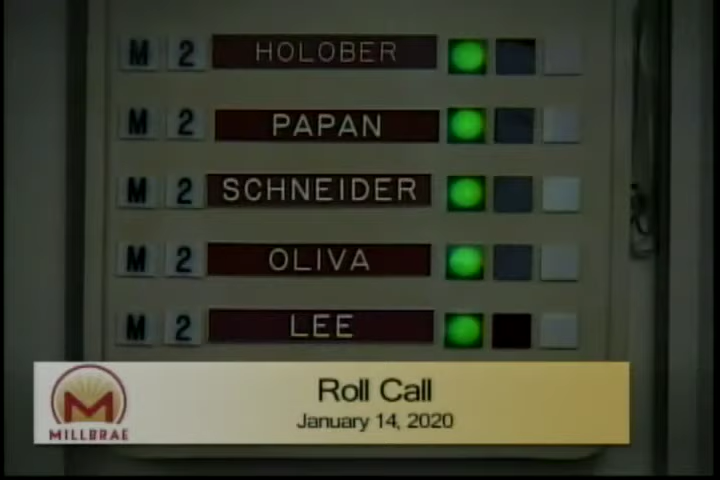 M 2 HOLOBER
M 2 PAPAN
M 2 SCHNEIDER
M 2 OLIVA
M 2 LEE
Roll Call
January 14, 2020
M
MILLBRAE